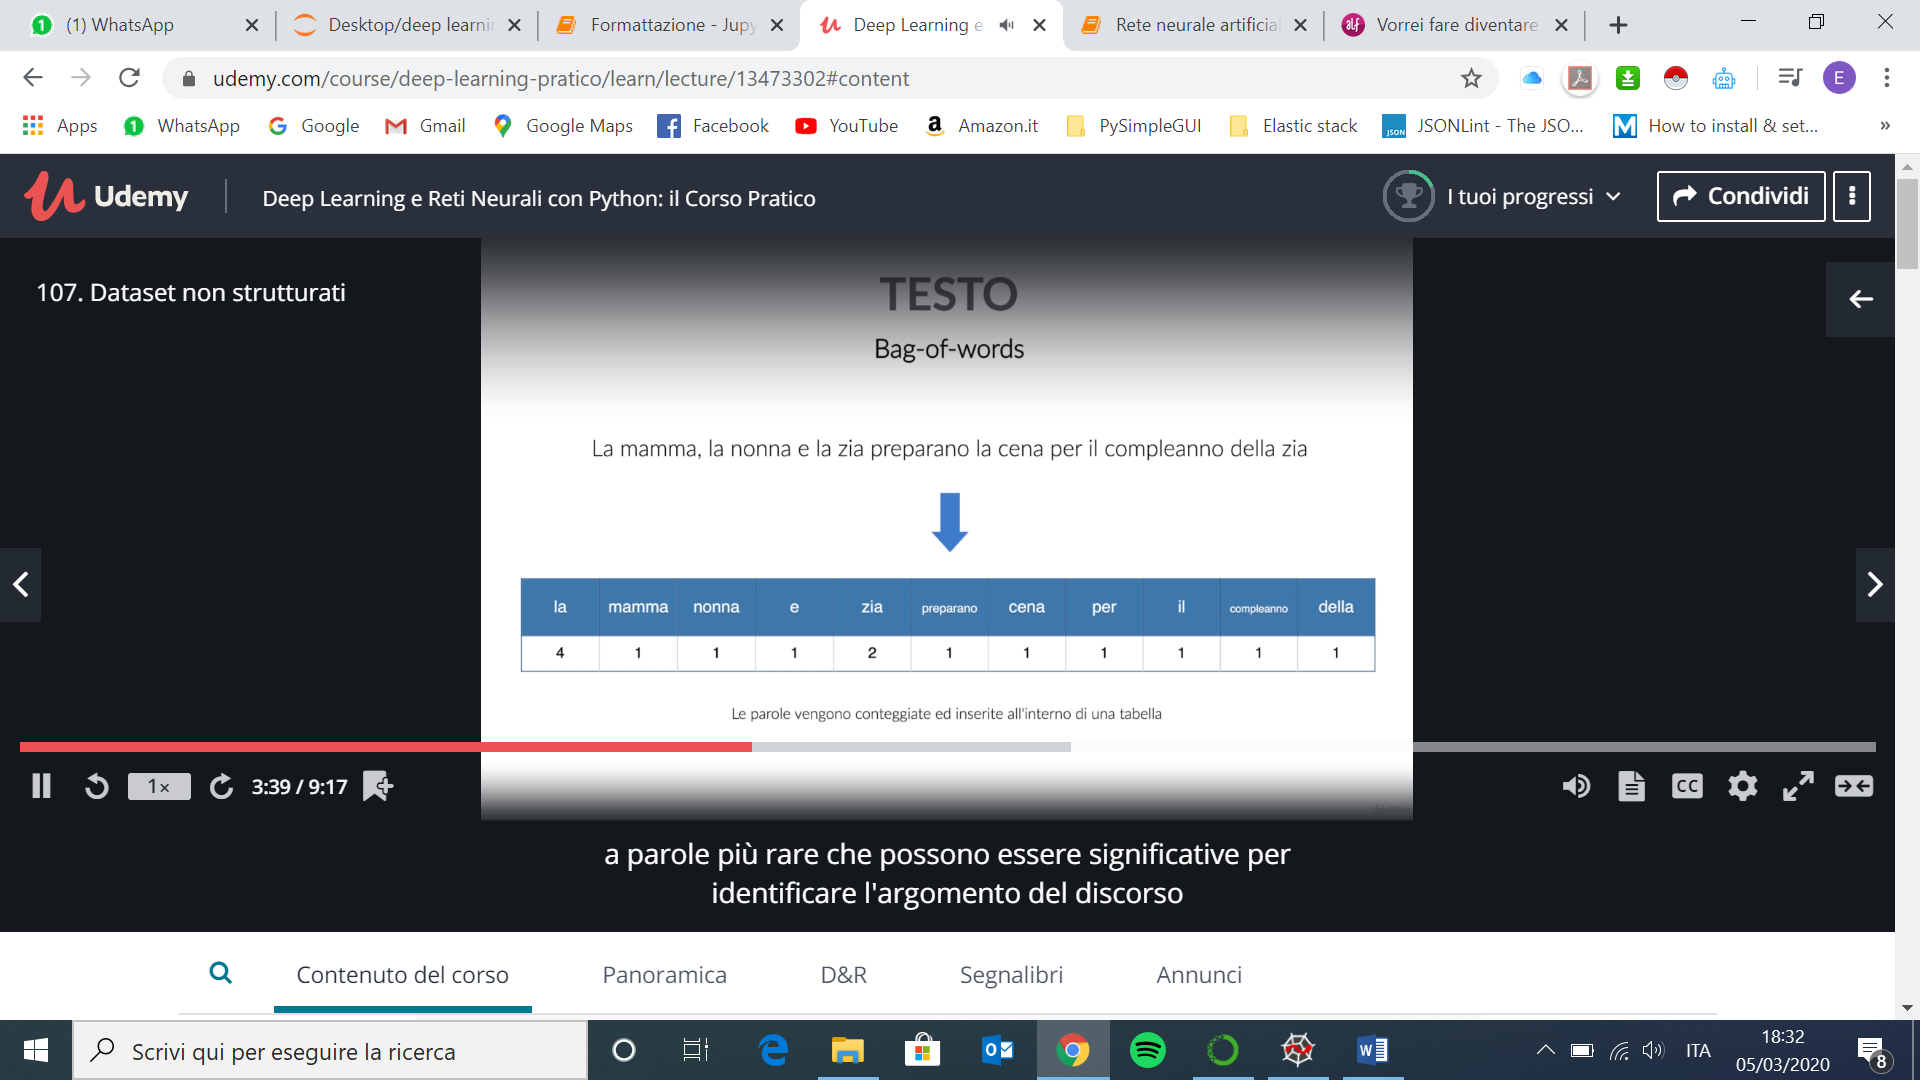 (1) WhatsApp
Desktop/deep learni
Formattazione - Jupy
Deep Learning e
Rete neurale artificial
alf
Vorrei fare diventare
udemy.com/course/deep-learning-pratico/learn/lecture/13473302#content
E
Apps
WhatsApp
Google
Gmail
Google Maps
Facebook
YouTube
Amazon.it
PySimpleGUI
Elastic stack
JSON
JSONLint - The JSO...
How to install & set...
»
Udemy
Deep Learning e Reti Neurali con Python: il Corso Pratico
I tuoi progressi
Condividi
107. Dataset non strutturati
TESTO
Bag-of-words
La mamma, la nonna e la zia preparano la cena per il compleanno della zia
la mamma nonna e zia preparano cena per il compleanno della
4 1 1 1 2 1 1 1 1 1 1
Le parole vengono conteggiate ed inserite all'interno di una tabella
1x
3:39 / 9:17
CC
a parole più rare che possono essere significative per
identificare l'argomento del discorso
Contenuto del corso
Panoramica
D&R
Segnalibri
Annunci
Scrivi qui per eseguire la ricerca
ITA
18:32
05/03/2020
8